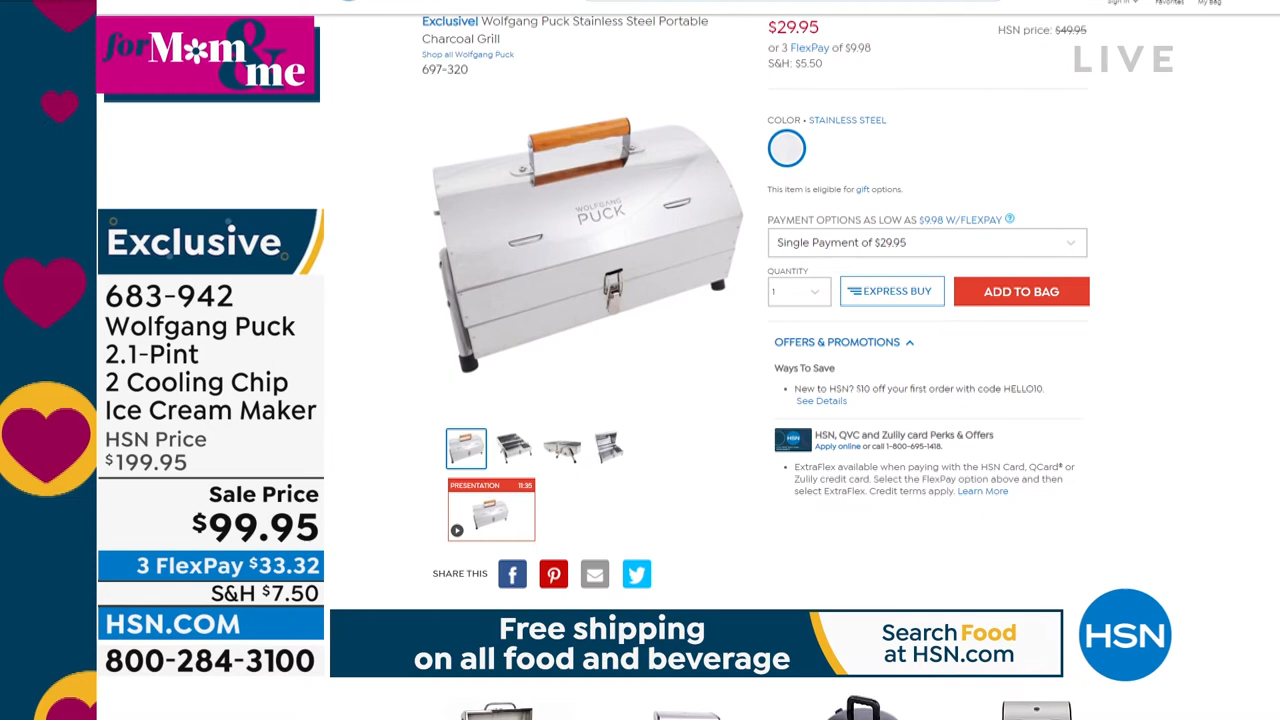 Sign in
Favorites
My Bag
for Mom
& me
Exclusive
683-942
Wolfgang Puck
2.1-Pint
2 Cooling Chip
Ice Cream Maker
HSN Price
$199.95
Sale Price
$99.95
3 FlexPay $33.32
S&H $7.50
HSN.COM
800-284-3100
Exclusive! Wolfgang Puck Stainless Steel Portable
Charcoal Grill
Shop all Wolfgang Puck
697-320
WOLFGANG
PUCK
PRESENTATION 11:35
SHARE THIS
$29.95
HSN price: $49.95
or 3 FlexPay of $9.98
S&H: $5.50
LIVE
COLOR • STAINLESS STEEL
This item is eligible for gift options.
PAYMENT OPTIONS AS LOW AS $9.98 W/FLEXPAY ?
Single Payment of $29.95
QUANTITY
1
EXPRESS BUY
ADD TO BAG
OFFERS & PROMOTIONS
Ways To Save
• New to HSN? $10 off your first order with code HELLO10.
See Details
HSN
HSN, QVC and Zulily card Perks & Offers
Apply online or call 1-800-695-1418.
• ExtraFlex available when paying with the HSN Card, QCard® or
Zulily credit card. Select the FlexPay option above and then
select ExtraFlex. Credit terms apply. Learn More
Free shipping
on all food and beverage
Search Food
at HSN.com
HSN